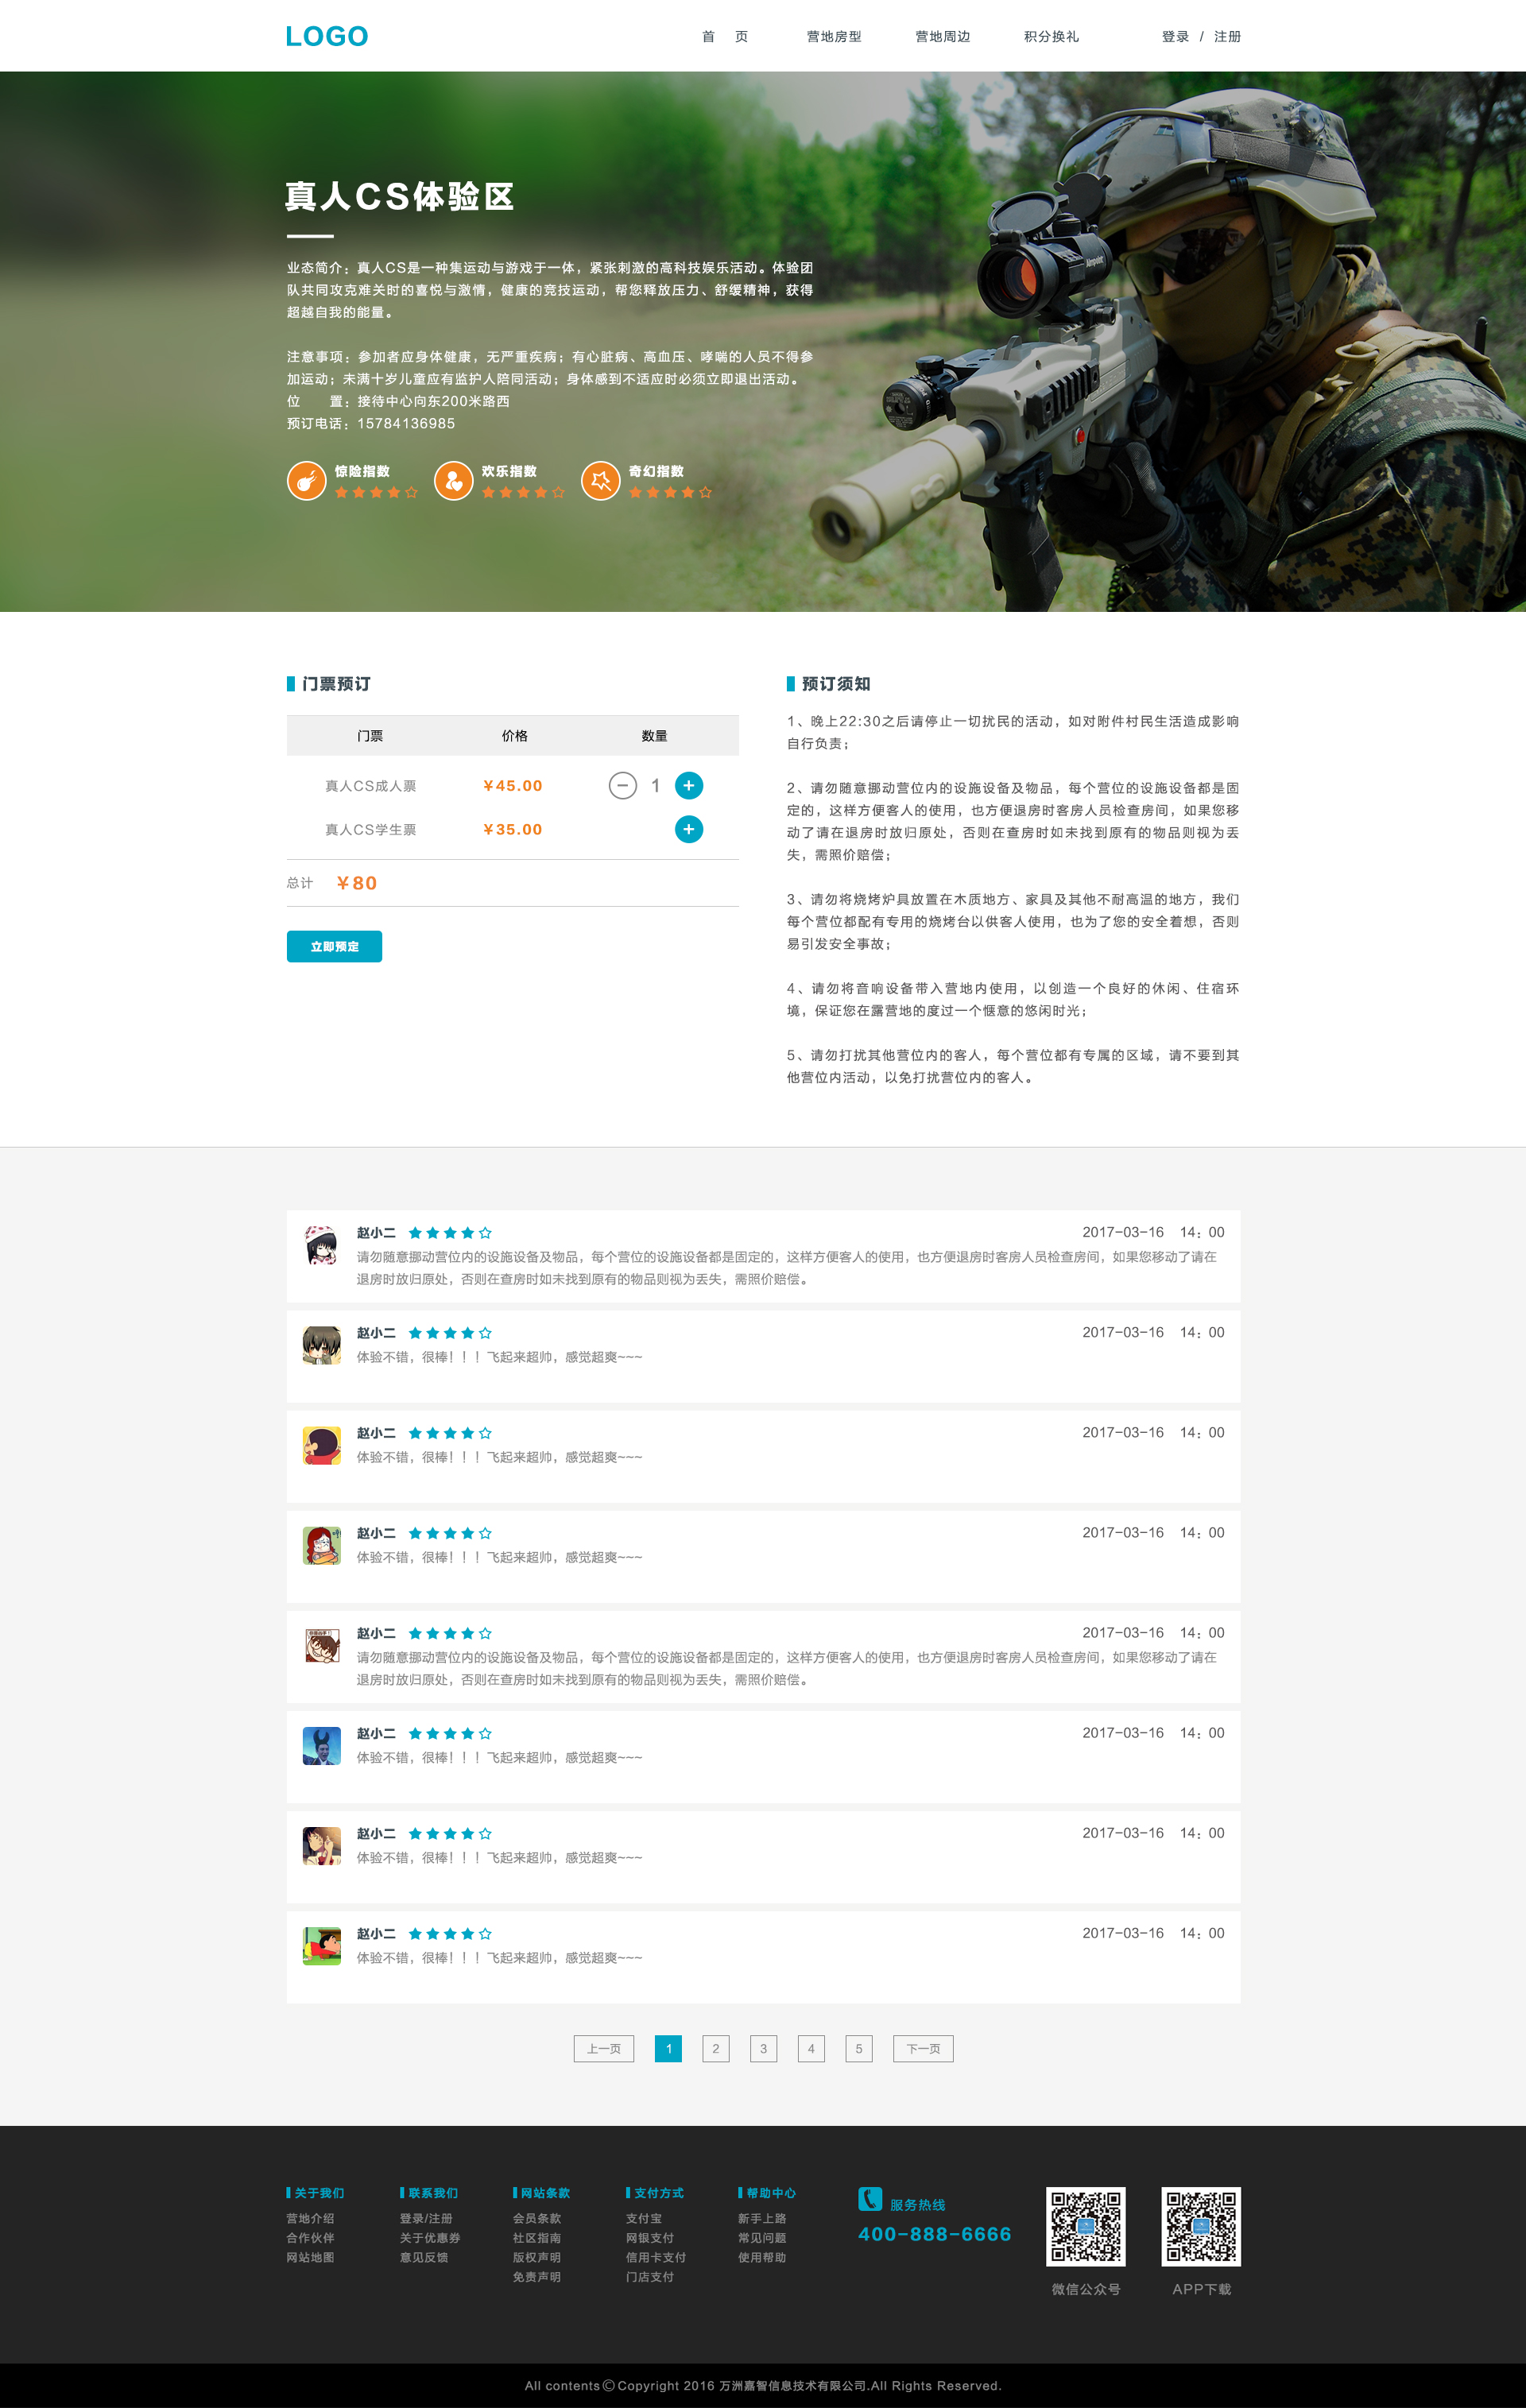 LOGO
首 页 营地房型 营地周边 积分换礼 登录 / 注册
真人CS体验区
业态简介：真人CS是一种集运动与游戏于一体，紧张刺激的高科技娱乐活动。体验团
队共同攻克难关时的喜悦与激情，健康的竞技运动，帮您释放压力、舒缓精神，获得
超越自我的能量。
注意事项：参加者应身体健康，无严重疾病；有心脏病、高血压、哮喘的人员不得参
加运动；未满十岁儿童应有监护人陪同活动；身体感到不适应时必须立即退出活动。
位 置：接待中心向东200米路西
预订电话：15784136985
惊险指数 欢乐指数 奇幻指数
门票预订
门票 价格 数量
真人CS成人票 ￥45.00 1
真人CS学生票 ￥35.00
总计 ￥80
立即预定
预订须知
1、晚上22:30之后请停止一切扰民的活动，如对附件村民生活造成影响
自行负责；
2、请勿随意挪动营位内的设施设备及物品，每个营位的设施设备都是固
定的，这样方便客人的使用，也方便退房时客房人员检查房间，如果您移
动了请在退房时放归原处，否则在查房时如未找到原有的物品则视为丢
失，需照价赔偿；
3、请勿将烧烤炉具放置在木质地方、家具及其他不耐高温的地方，我们
每个营位都配有专用的烧烤台以供客人使用，也为了您的安全着想，否则
易引发安全事故；
4、请勿将音响设备带入营地内使用，以创造一个良好的休闲、住宿环
境，保证您在露营地的度过一个惬意的悠闲时光；
5、请勿打扰其他营位内的客人，每个营位都有专属的区域，请不要到其
他营位内活动，以免打扰营位内的客人。
赵小二 2017-03-16 14：00
请勿随意挪动营位内的设施设备及物品，每个营位的设施设备都是固定的，这样方便客人的使用，也方便退房时客房人员检查房间，如果您移动了请在
退房时放归原处，否则在查房时如未找到原有的物品则视为丢失，需照价赔偿。
赵小二 2017-03-16 14：00
体验不错，很棒！！！飞起来超帅，感觉超爽~~~
赵小二 2017-03-16 14：00
体验不错，很棒！！！飞起来超帅，感觉超爽~~~
赵小二 2017-03-16 14：00
体验不错，很棒！！！飞起来超帅，感觉超爽~~~
赵小二 2017-03-16 14：00
请勿随意挪动营位内的设施设备及物品，每个营位的设施设备都是固定的，这样方便客人的使用，也方便退房时客房人员检查房间，如果您移动了请在
退房时放归原处，否则在查房时如未找到原有的物品则视为丢失，需照价赔偿。
赵小二 2017-03-16 14：00
体验不错，很棒！！！飞起来超帅，感觉超爽~~~
赵小二 2017-03-16 14：00
体验不错，很棒！！！飞起来超帅，感觉超爽~~~
赵小二 2017-03-16 14：00
体验不错，很棒！！！飞起来超帅，感觉超爽~~~
上一页 1 2 3 4 5 下一页
关于我们
营地介绍
合作伙伴
网站地图
联系我们
登录/注册
关于优惠券
意见反馈
网站条款
会员条款
社区指南
版权声明
免责声明
支付方式
支付宝
网银支付
信用卡支付
门店支付
帮助中心
新手上路
常见问题
使用帮助
服务热线
400-888-6666
微信公众号
APP下载
All contents©Copyright 2016 万洲嘉智信息技术有限公司.All Rights Reserved.